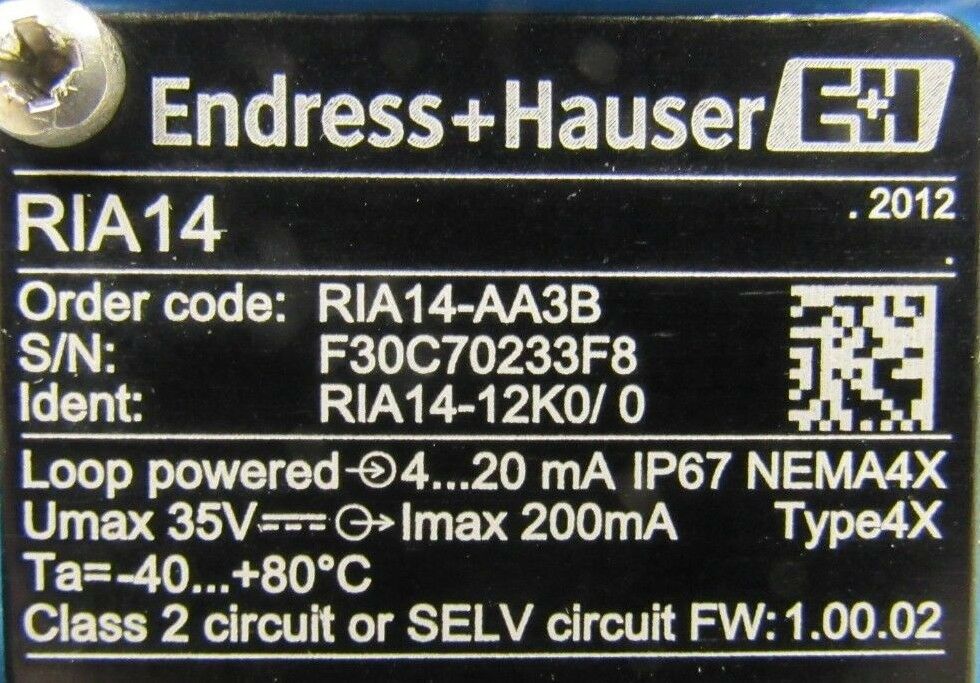 Endress+Hauser E+H
RIA14 .2012
.
Order code: RIA14-AA3B
S/N: F30C70233F8
Ident: RIA14-12K0/ 0
Loop powered 4...20 mA IP67 NEMA4X
Umax 35V Imax 200mA Type4X
Ta=-40...+80°C
Class 2 circuit or SELV circuit FW: 1.00.02